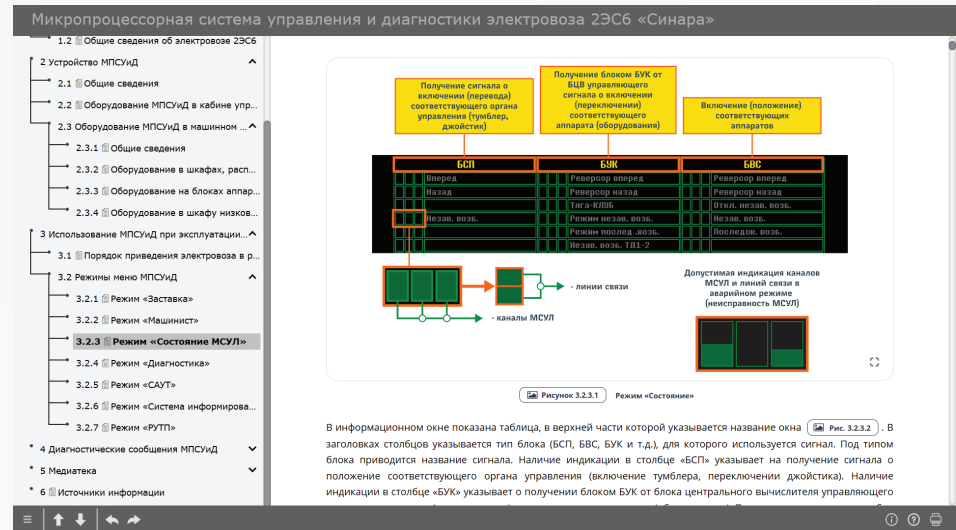 Микропроцессорная система управления и диагностики электровоза 2ЭС6 «Синара»
1.2 Общие сведения об электровозе 2ЭС6
2 Устройство МПСУиД
2.1 Общие сведения
2.2 Оборудование МПСУиД в кабине упр...
2.3 Оборудование МПСУиД в машинном ...
2.3.1 Общие сведения
2.3.2 Оборудование в шкафах, расп...
2.3.3 Оборудование на блоках аппар...
2.3.4 Оборудование в шкафу низков...
3 Использование МПСУиД при эксплуатации...
3.1 Порядок приведения электровоза в р...
3.2 Режимы меню МПСУиД
3.2.1 Режим «Заставка»
3.2.2 Режим «Машинист»
3.2.3 Режим «Состояние МСУЛ»
3.2.4 Режим «Диагностика»
3.2.5 Режим «САУТ»
3.2.6 Режим «Система информирова...
3.2.7 Режим «РУТП»
4 Диагностические сообщения МПСУиД
5 Медиатека
6 Источники информации
Получение сигнала о
включении (перевода)
соответствующего органа
управления (тумблер,
джойстик)
Получение блоком БУК от
БЦВ управляющего
сигнала о включении
(переключении)
соответствующего
аппарата (оборудования)
Включение (положение)
соответствующих
аппаратов
БСП БУК БВС
Вперед Реверсор вперед Реверсор вперед
Назад Реверсор назад Реверсор назад
Тяга-КЛУБ Откл. незав. возб.
Незав. возб. Режим незав. возб. Незав. возб.
Режим послед .возб. Последов. возб.
Незав. возб. ТД1-2
- линии связи
- каналы МСУЛ
Допустимая индикация каналов
МСУЛ и линий связи в
аварийном режиме
(неисправность МСУЛ)
Рисунок 3.2.3.1 Режим «Состояние»
В информационном окне показана таблица, в верхней части которой указывается название окна Рис. 3.2.3.2 . В
заголовках столбцов указывается тип блока (БСП, БВС, БУК и т.д.), для которого используется сигнал. Под типом
блока приводится название сигнала. Наличие индикации в столбце «БСП» указывает на получение сигнала о
положение соответствующего органа управления (включение тумблера, переключении джойстика). Наличие
индикации в столбце «БУК» указывает о получении блоком БУК от блока центрального вычислителя управляющего